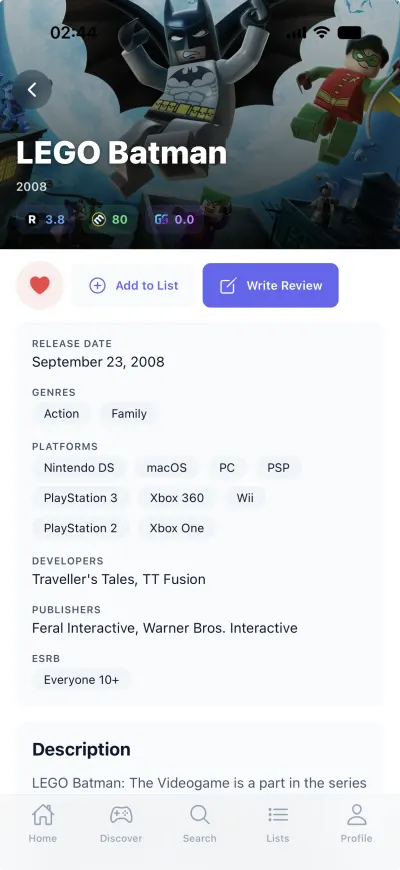 02:44
LEGO Batman
2008
R 3.8
80
GG 0.0
Add to List
Write Review
RELEASE DATE
September 23, 2008
GENRES
Action Family
PLATFORMS
Nintendo DS macOS PC PSP
PlayStation 3 Xbox 360 Wii
PlayStation 2 Xbox One
DEVELOPERS
Traveller's Tales, TT Fusion
PUBLISHERS
Feral Interactive, Warner Bros. Interactive
ESRB
Everyone 10+
Description
LEGO Batman: The Videogame is a part in the series
Home Discover Search Lists Profile